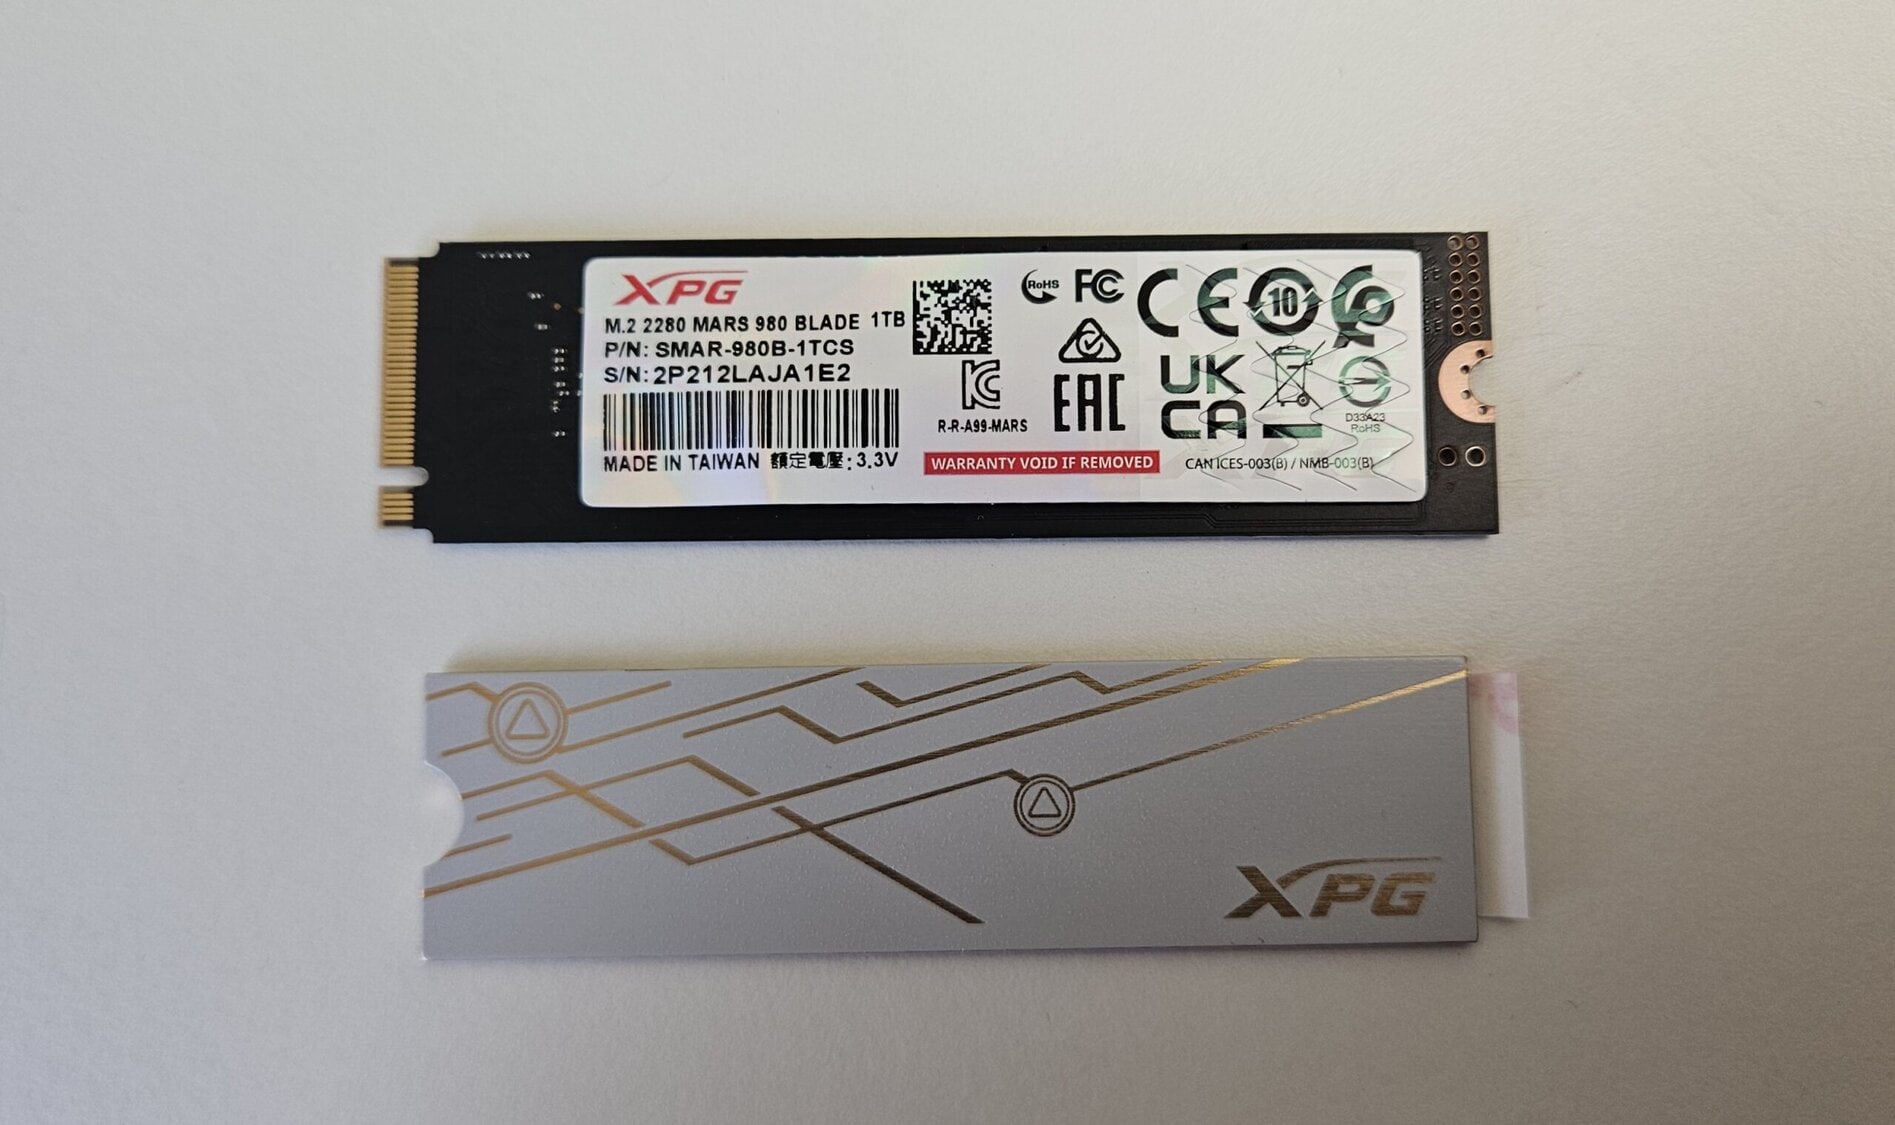 XPG
M.2 2280 MARS 980 BLADE 1TB
P/N: SMAR-980B-1TCS
S/N: 2P212LAJA1E2
MADE IN TAIWAN 額定電壓:3.3V
R-R-A99-MARS
WARRANTY VOID IF REMOVED
RoHS
FC
CE
10
EAC
UK
CA
D33A23
RoHS
CAN ICES-003(B) / NMB-003(B)
XPG